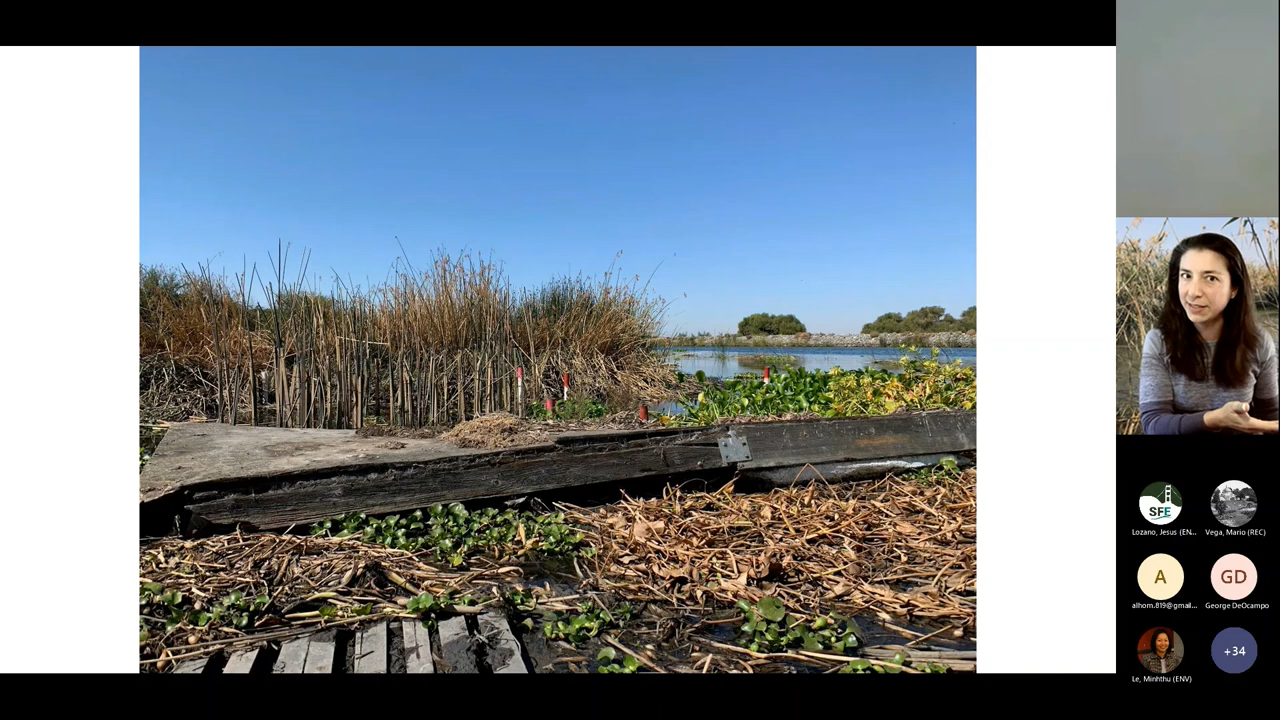 SFE
Lozano, Jesus (EN...
Vega, Mario (REC)
A
alhom.819@gmail...
GD
George DeOcampo
Le, Minhthu (ENV)
+34